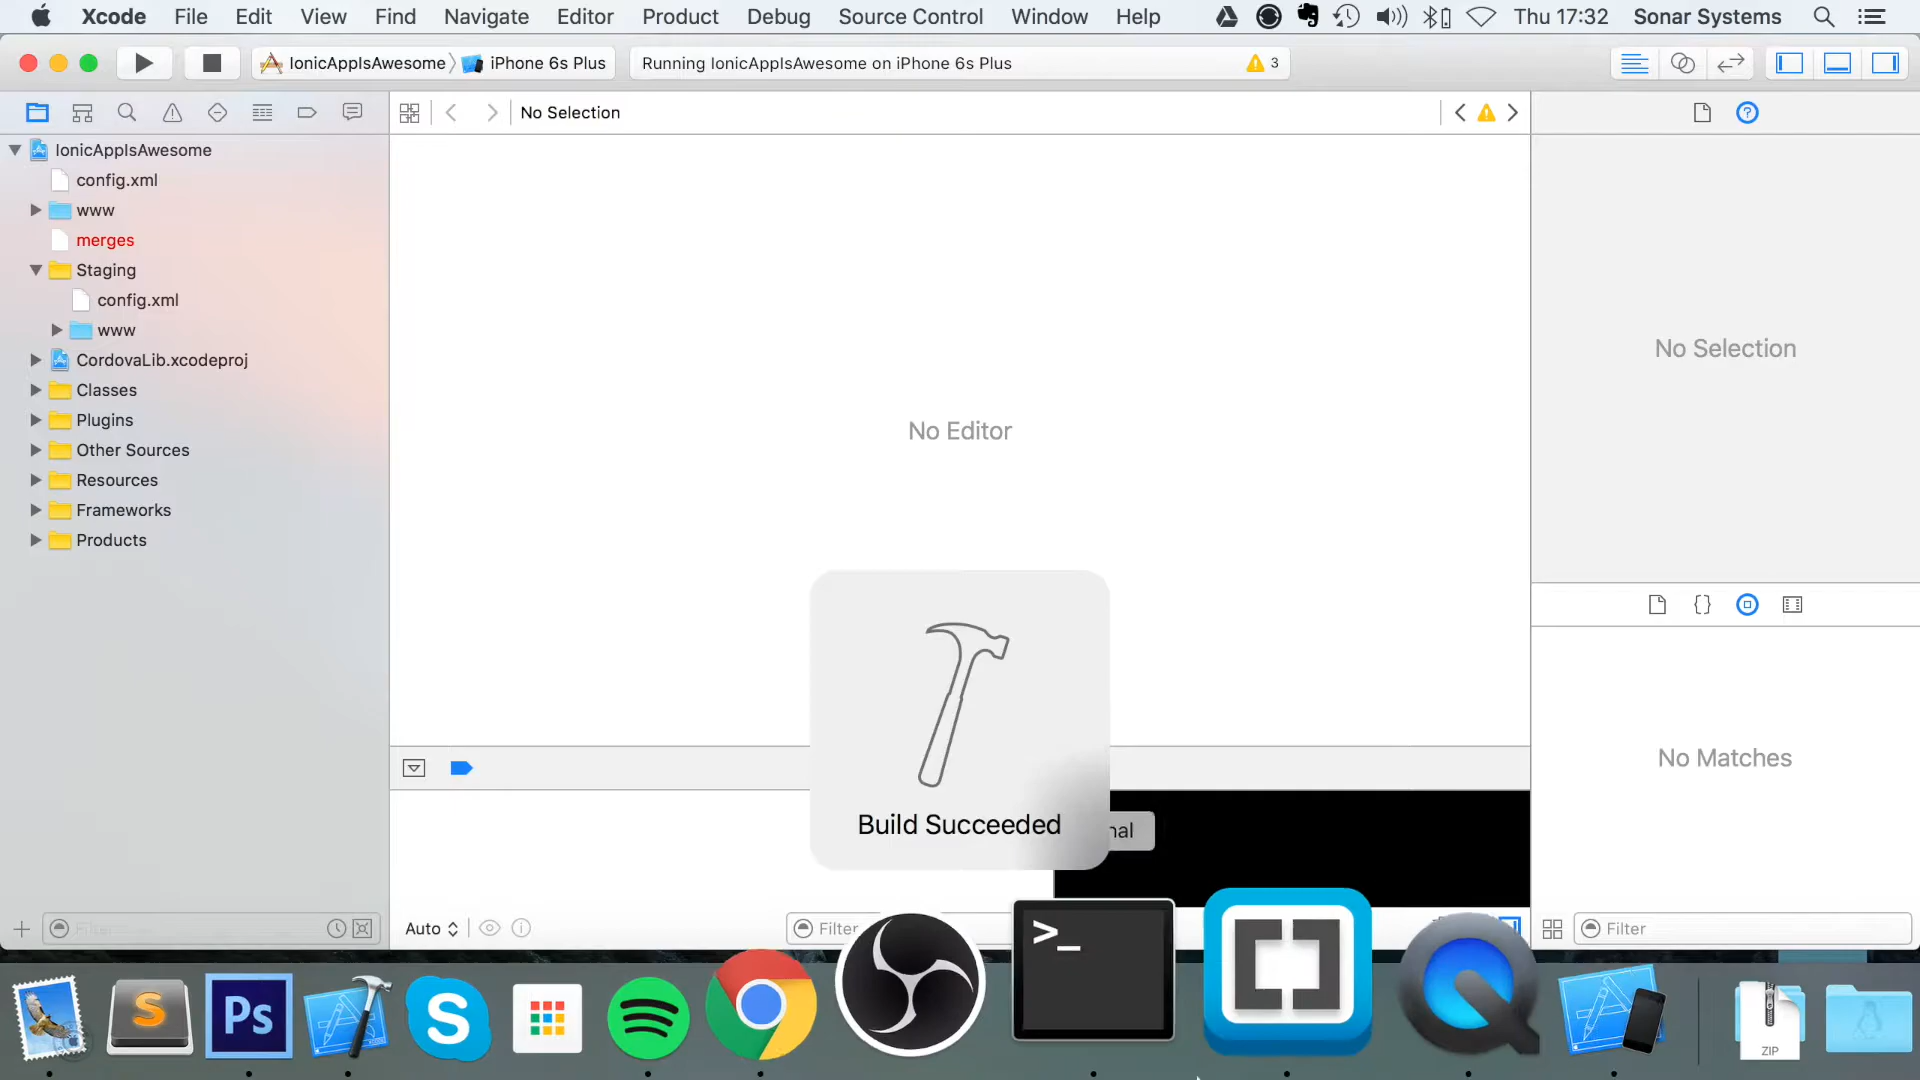 Xcode File Edit View Find Navigate Editor Product Debug Source Control Window Help Thu 17:32 Sonar Systems
IonicAppIsAwesome iPhone 6s Plus Running IonicAppIsAwesome on iPhone 6s Plus 3
No Selection
IonicAppIsAwesome
config.xml
www
merges
Staging
config.xml
www
CordovaLib.xcodeproj
Classes
Plugins
Other Sources
Resources
Frameworks
Products
No Editor
No Selection
No Matches
Build Succeeded
nal
Filter
Auto
Filter
Filter
>_
S
Ps
S
ZIP